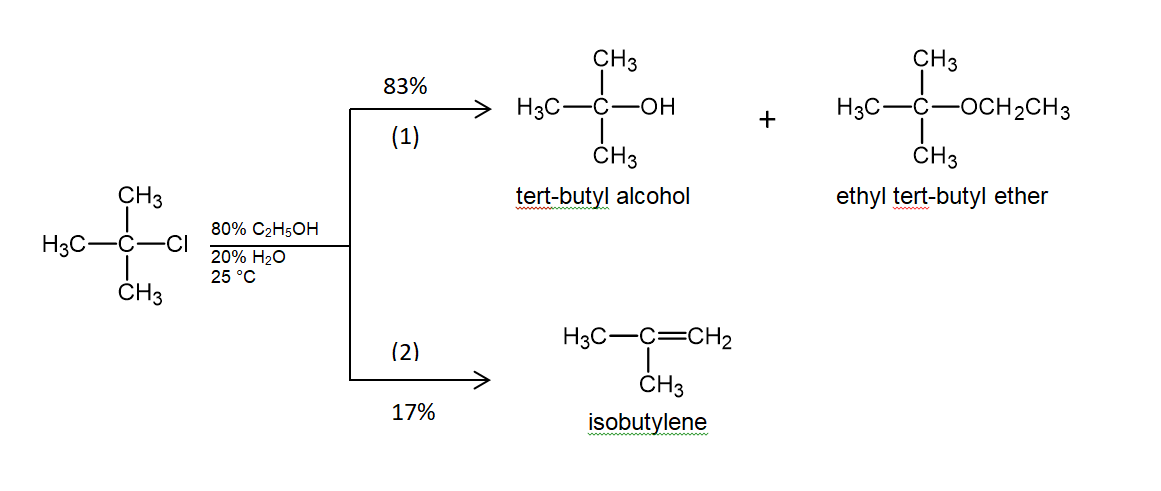 83%
(1)
CH₃
H₃C—C—OH
CH₃
tert-butyl alcohol
+
CH₃
H₃C—C—OCH₂CH₃
CH₃
ethyl tert-butyl ether
CH₃
H₃C—C—Cl
CH₃
80% C₂H₅OH
20% H₂O
25 °C
(2)
17%
H₃C—C=CH₂
CH₃
isobutylene